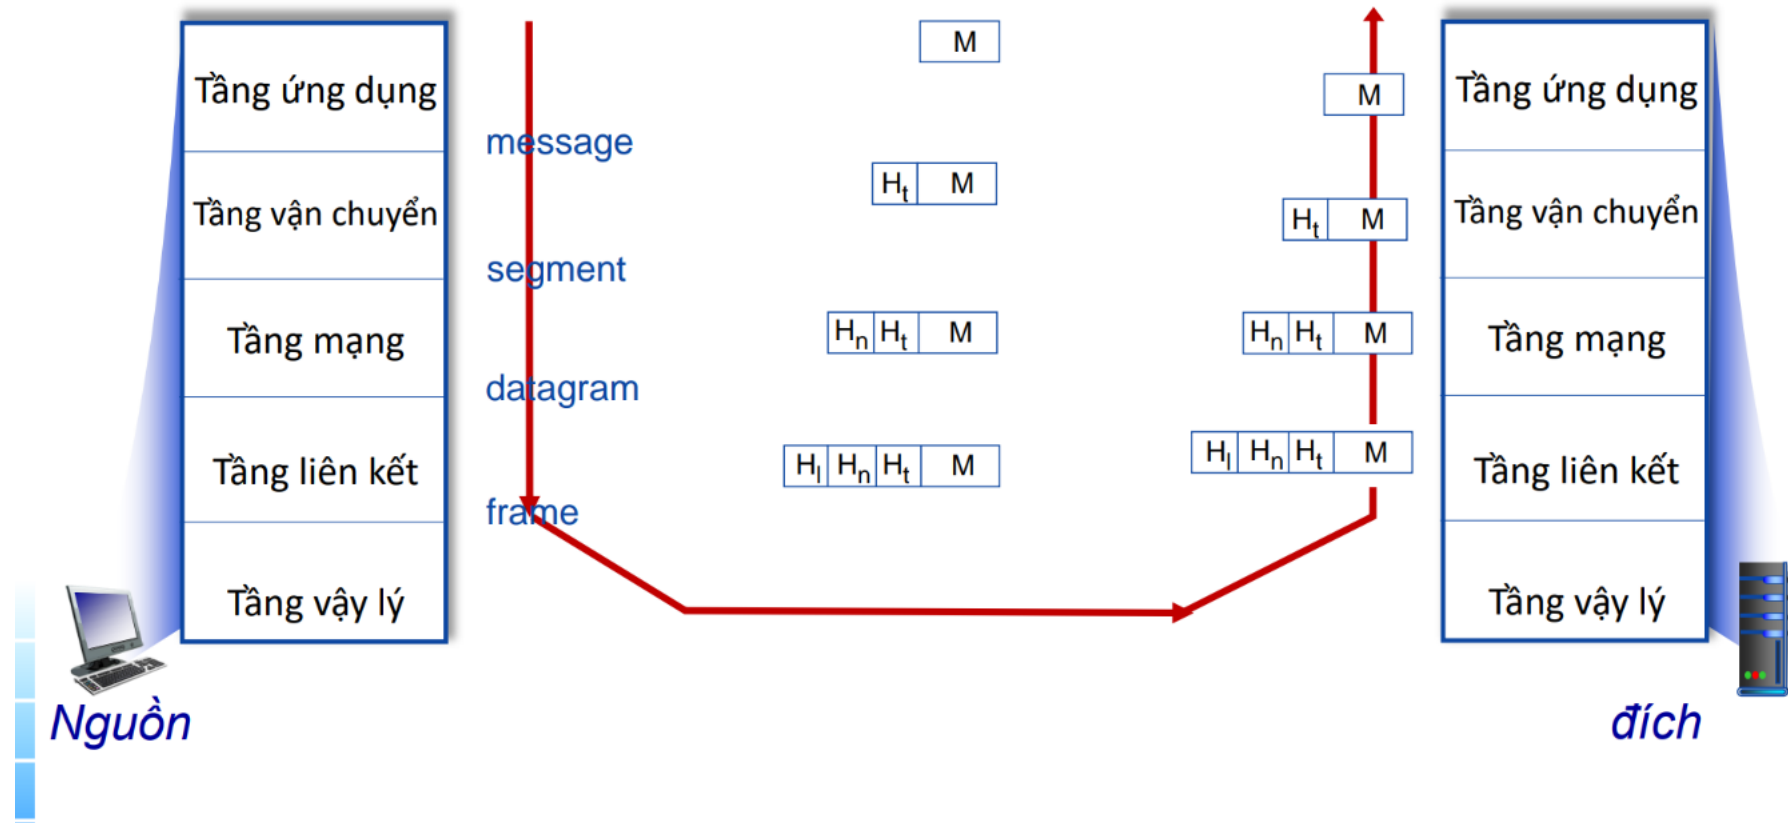 Tầng ứng dụng
Tầng vận chuyển
Tầng mạng
Tầng liên kết
Tầng vậy lý
Nguồn
message
segment
datagram
frame
M
Ht M
Hn Ht M
Hl Hn Ht M
M
Ht M
Hn Ht M
Hl Hn Ht M
Tầng ứng dụng
Tầng vận chuyển
Tầng mạng
Tầng liên kết
Tầng vậy lý
đích